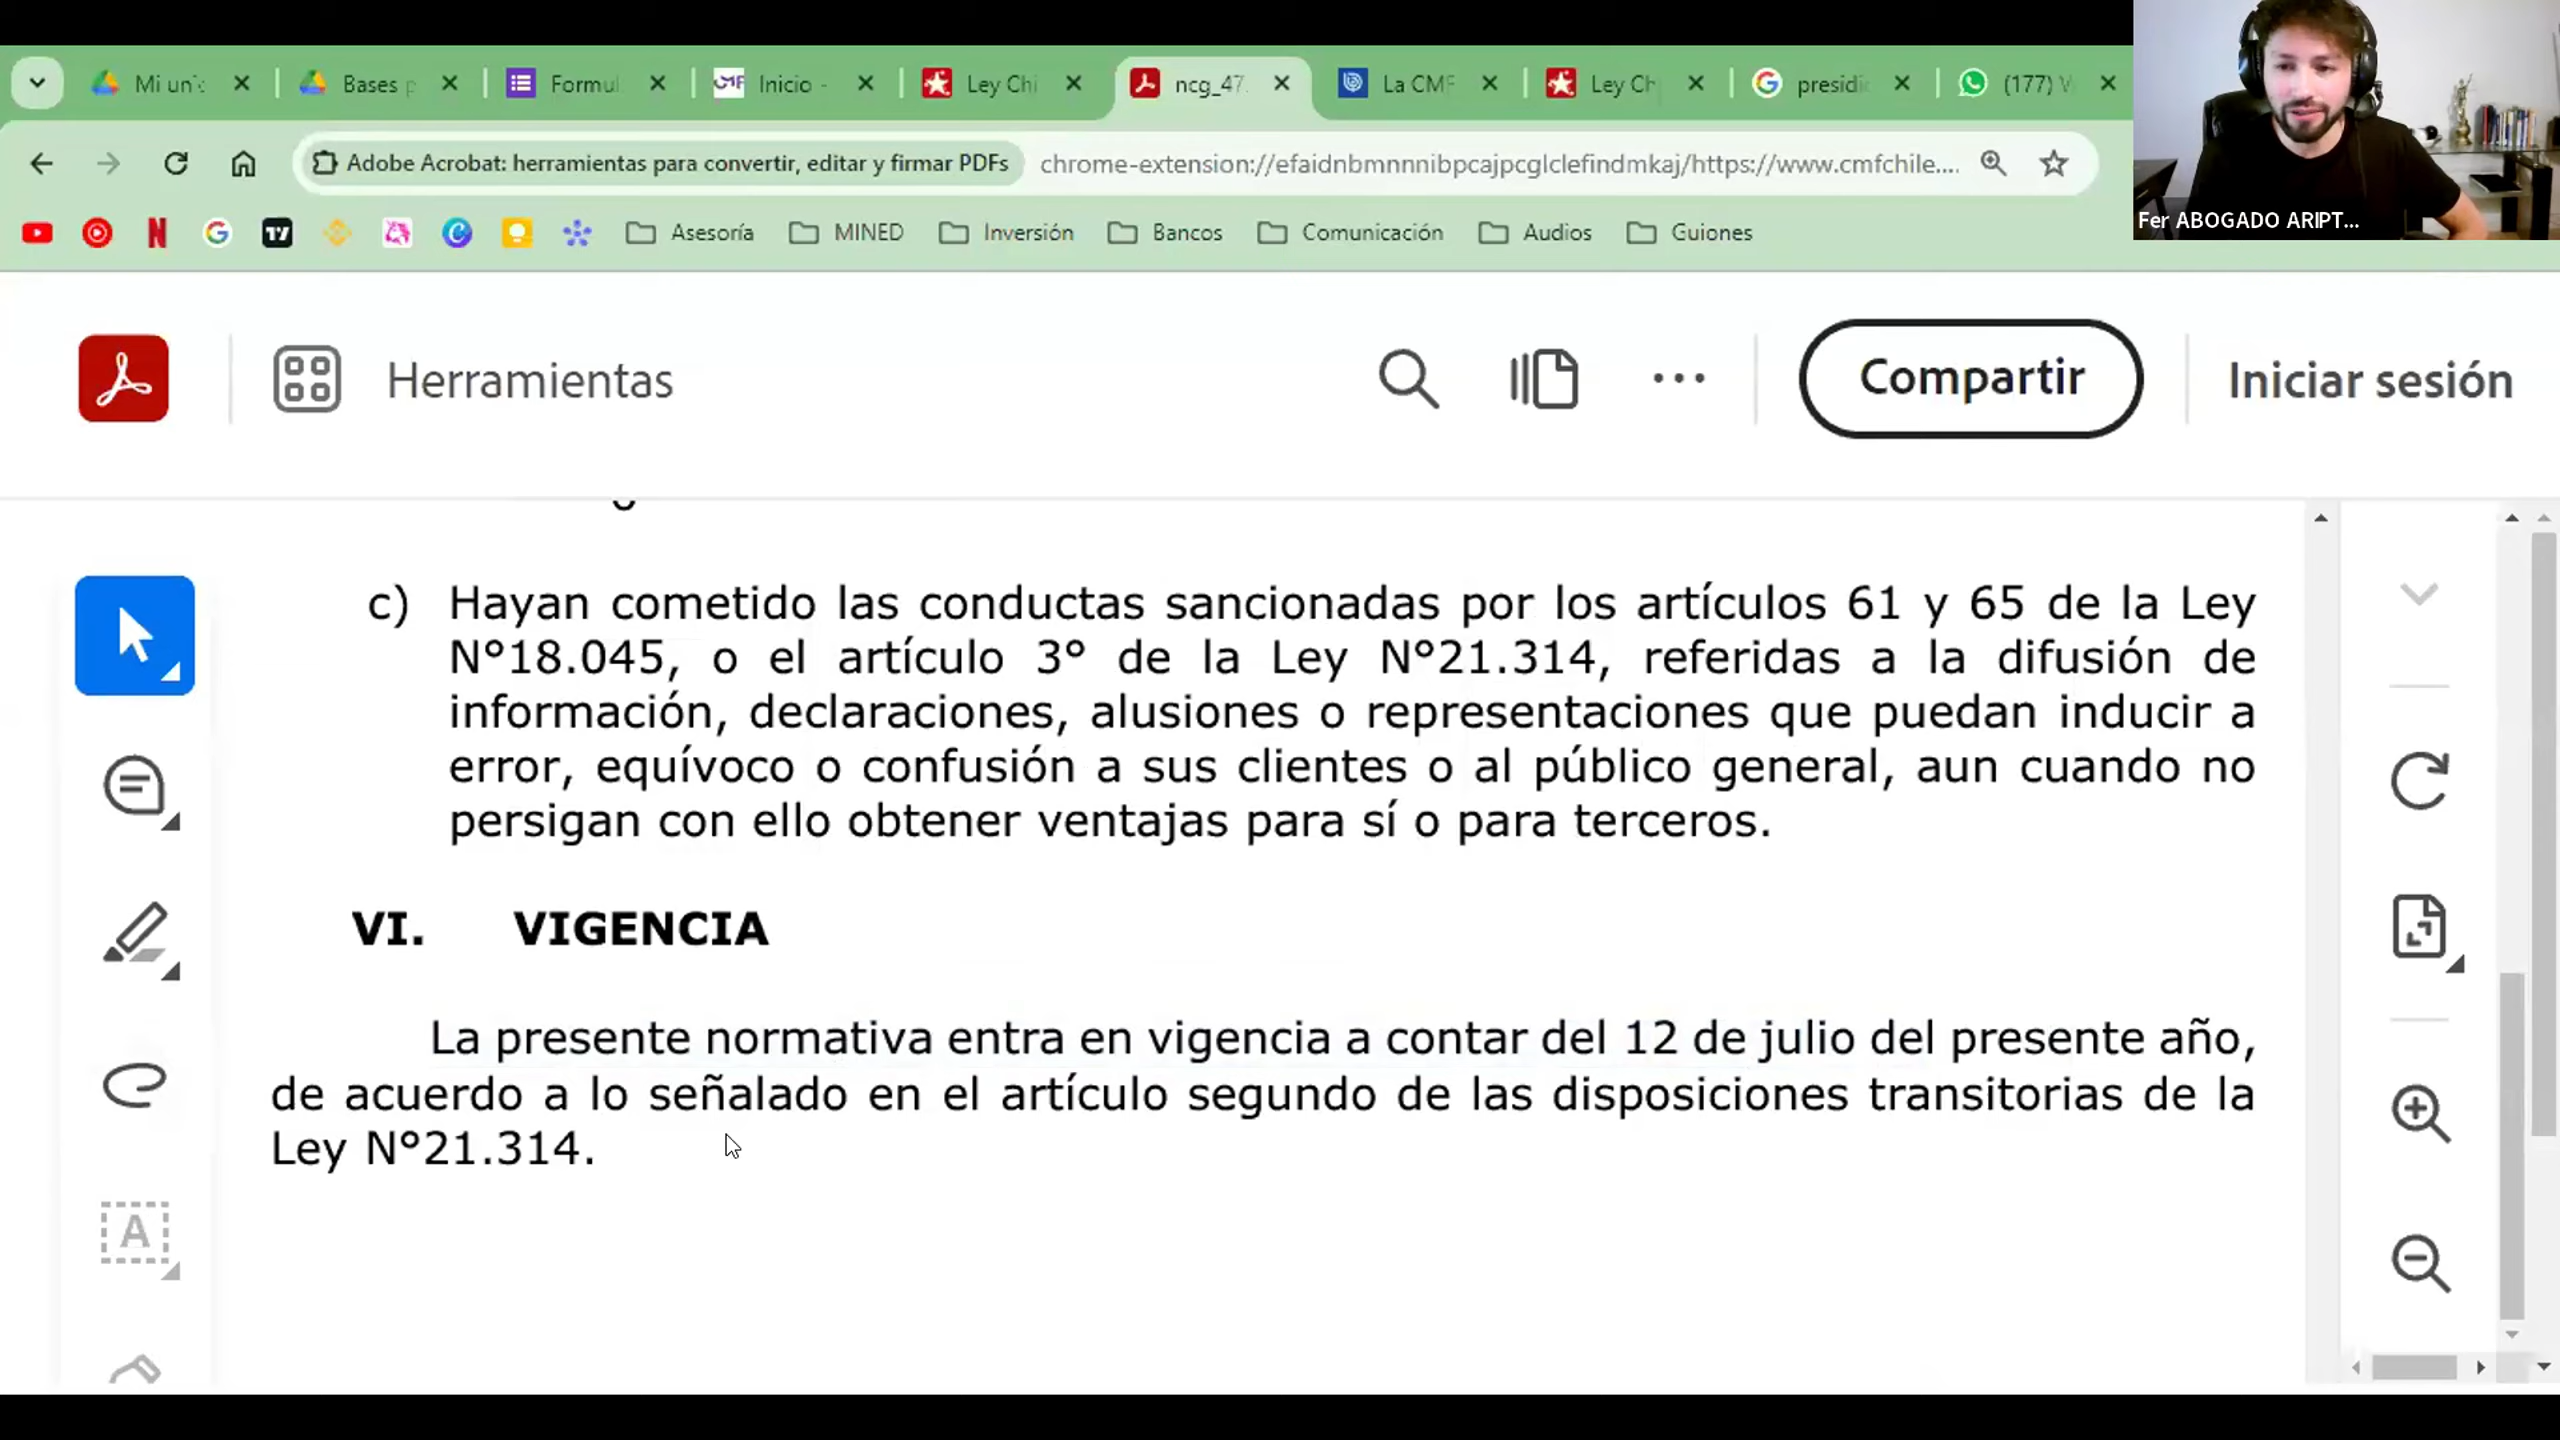 Mi uni
Bases p
Formul
CMF
Inicio -
Ley Chi
ncg_47
La CMF
Ley Ch
presidi
(177) W
Adobe Acrobat: herramientas para convertir, editar y firmar PDFs
chrome-extension://efaidnbmnnnibpcajpcglclefindmkaj/https://www.cmfchile....
Asesoría
MINED
Inversión
Bancos
Comunicación
Audios
Guiones
Fer ABOGADO ARIPT...
Herramientas
Compartir
Iniciar sesión
c) Hayan cometido las conductas sancionadas por los artículos 61 y 65 de la Ley
N°18.045, o el artículo 3° de la Ley N°21.314, referidas a la difusión de
información, declaraciones, alusiones o representaciones que puedan inducir a
error, equívoco o confusión a sus clientes o al público general, aun cuando no
persigan con ello obtener ventajas para sí o para terceros.
VI. VIGENCIA
La presente normativa entra en vigencia a contar del 12 de julio del presente año,
de acuerdo a lo señalado en el artículo segundo de las disposiciones transitorias de la
Ley N°21.314.